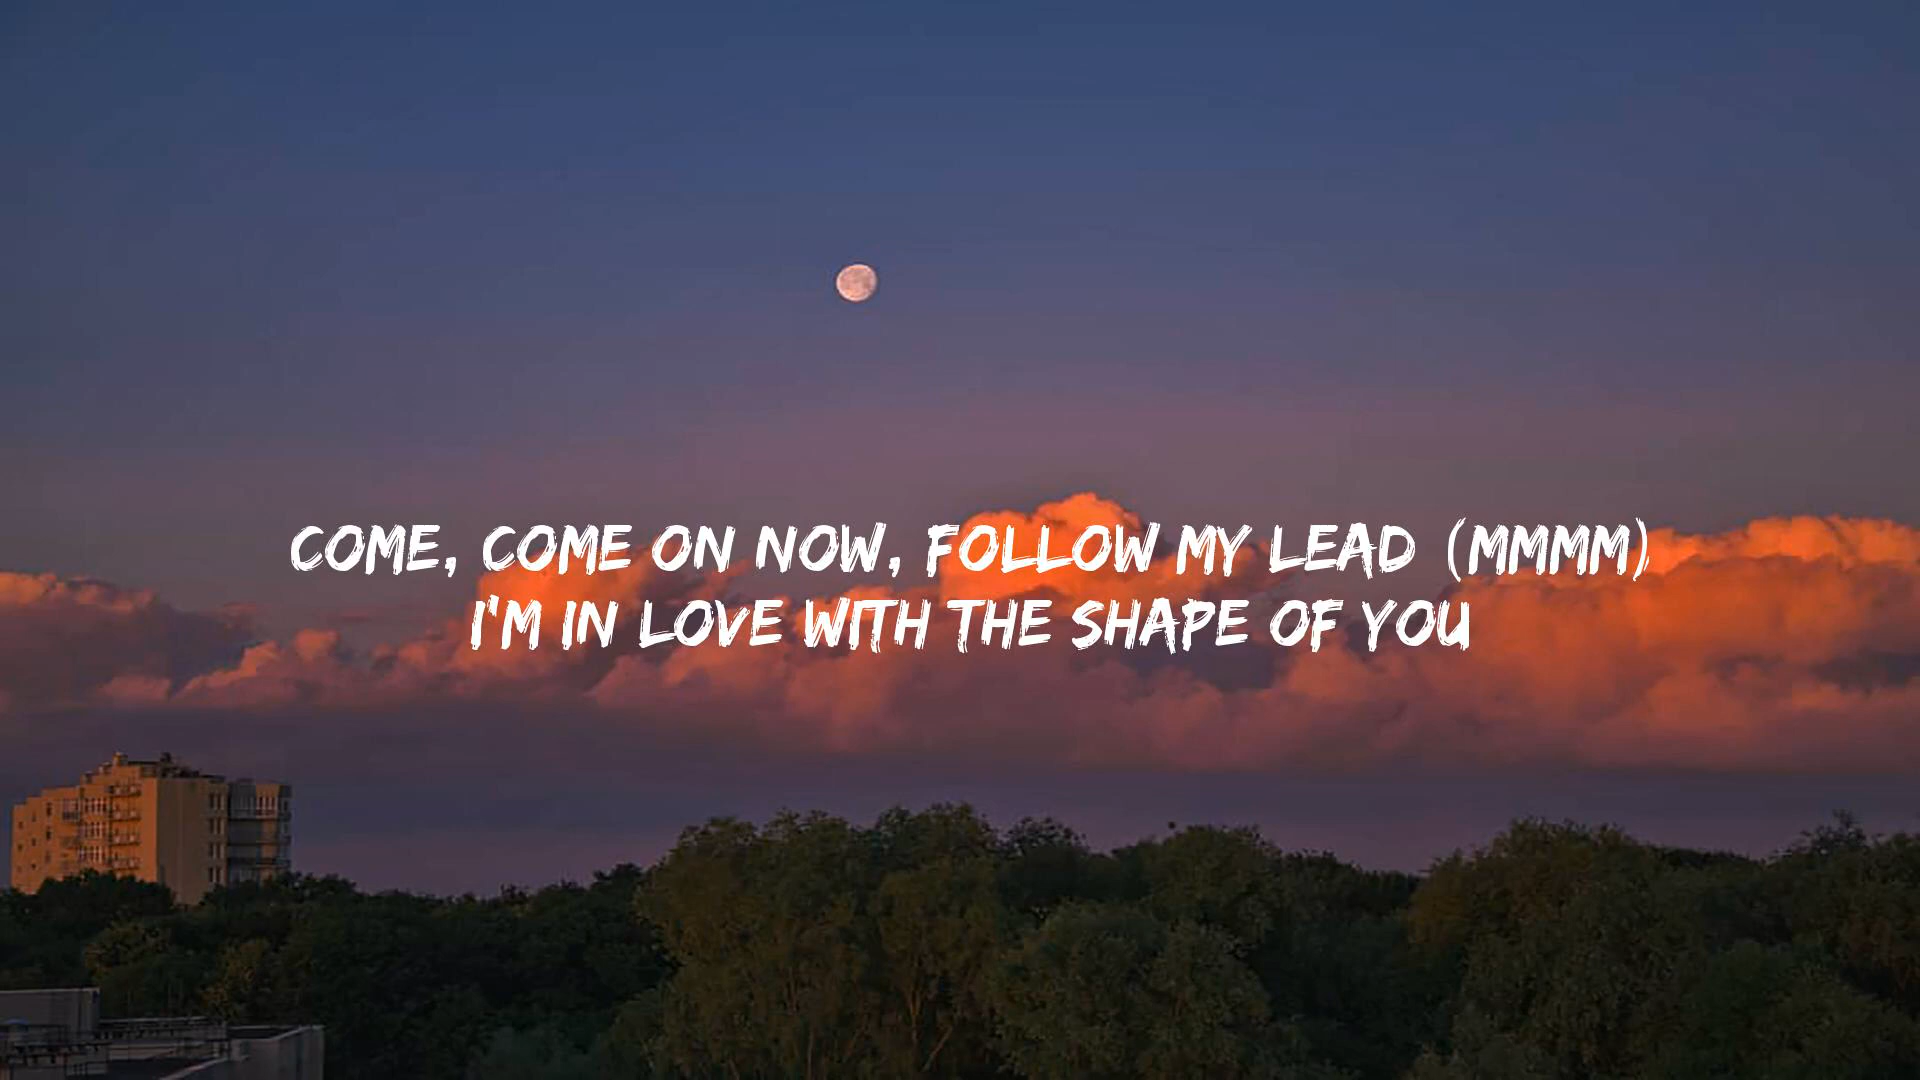 COME, COME ON NOW, FOLLOW MY LEAD (MMMM)
I'M IN LOVE WITH THE SHAPE OF YOU